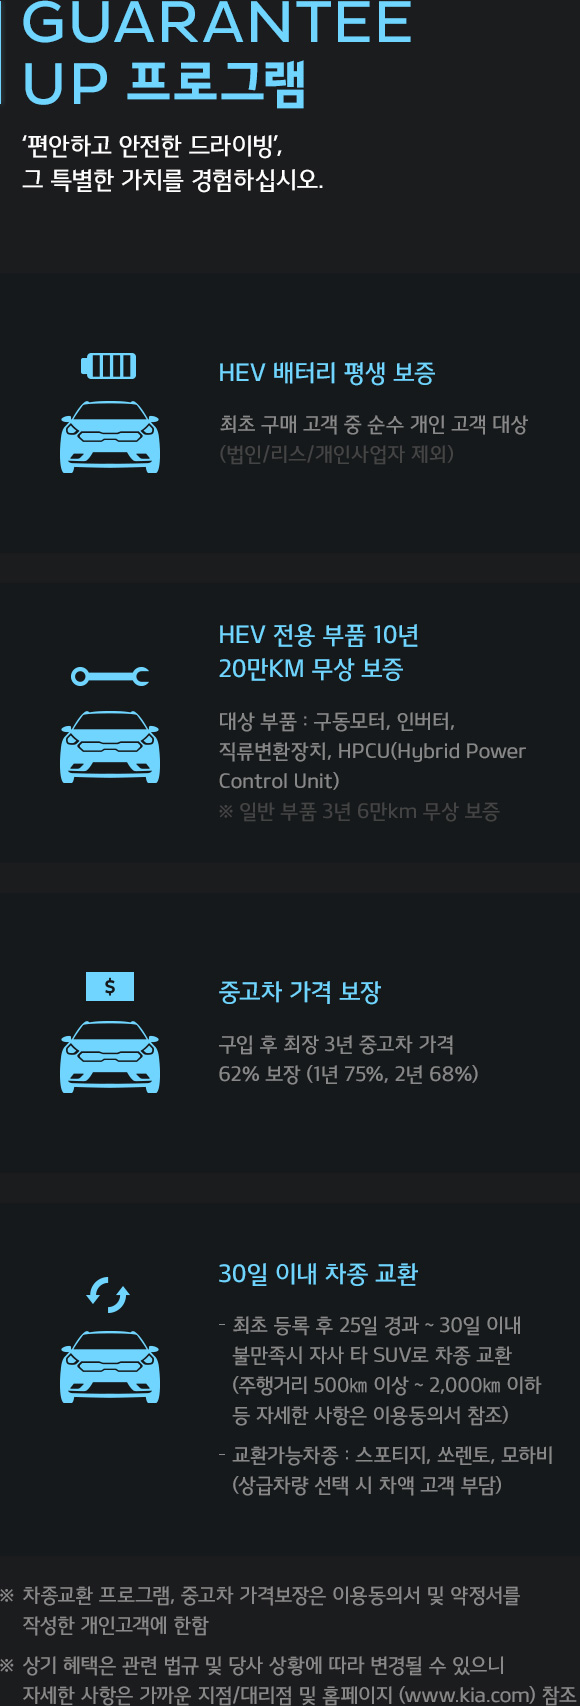 GUARANTEE
UP 프로그램
‘편안하고 안전한 드라이빙’,
그 특별한 가치를 경험하십시오.
HEV 배터리 평생 보증
최초 구매 고객 중 순수 개인 고객 대상
(법인/리스/개인사업자 제외)
HEV 전용 부품 10년
20만KM 무상 보증
대상 부품 : 구동모터, 인버터,
직류변환장치, HPCU(Hybrid Power
Control Unit)
※ 일반 부품 3년 6만km 무상 보증
$
중고차 가격 보장
구입 후 최장 3년 중고차 가격
62% 보장 (1년 75%, 2년 68%)
30일 이내 차종 교환
- 최초 등록 후 25일 경과 ~ 30일 이내
불만족시 자사 타 SUV로 차종 교환
(주행거리 500㎞ 이상 ~ 2,000㎞ 이하
등 자세한 사항은 이용동의서 참조)
- 교환가능차종 : 스포티지, 쏘렌토, 모하비
(상급차량 선택 시 차액 고객 부담)
※ 차종교환 프로그램, 중고차 가격보장은 이용동의서 및 약정서를
작성한 개인고객에 한함
※ 상기 혜택은 관련 법규 및 당사 상황에 따라 변경될 수 있으니
자세한 사항은 가까운 지점/대리점 및 홈페이지 (www.kia.com) 참조